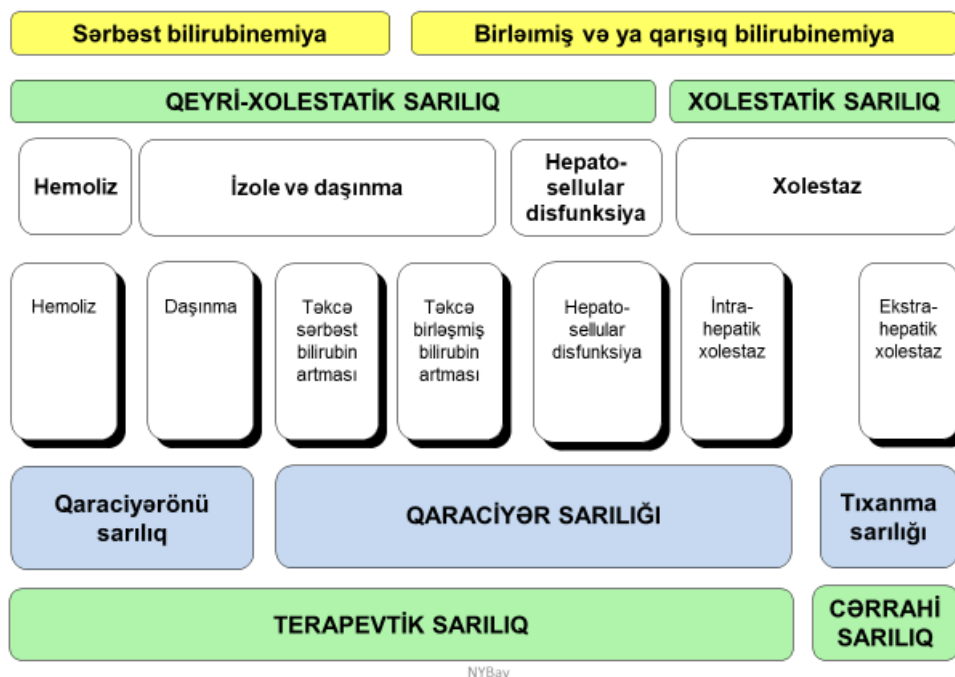 Sərbəst bilirubinemiya
Birləımiş və ya qarışıq bilirubinemiya
QEYRİ-XOLESTATİK SARILIQ
XOLESTATİK SARILIQ
Hemoliz
İzole və daşınma
Hepato-
sellular
disfunksiya
Xolestaz
Hemoliz
Daşınma
Təkcə
sərbəst
bilirubin
artması
Təkcə
birləşmiş
bilirubin
artması
Hepato-
sellular
disfunksiya
İntra-
hepatik
xolestaz
Ekstra-
hepatik
xolestaz
Qaraciyərönü
sarılıq
QARACİYƏR SARILIĞI
Tıxanma
sarılığı
TERAPEVTİK SARILIQ
CƏRRAHİ
SARILIQ
NYBay